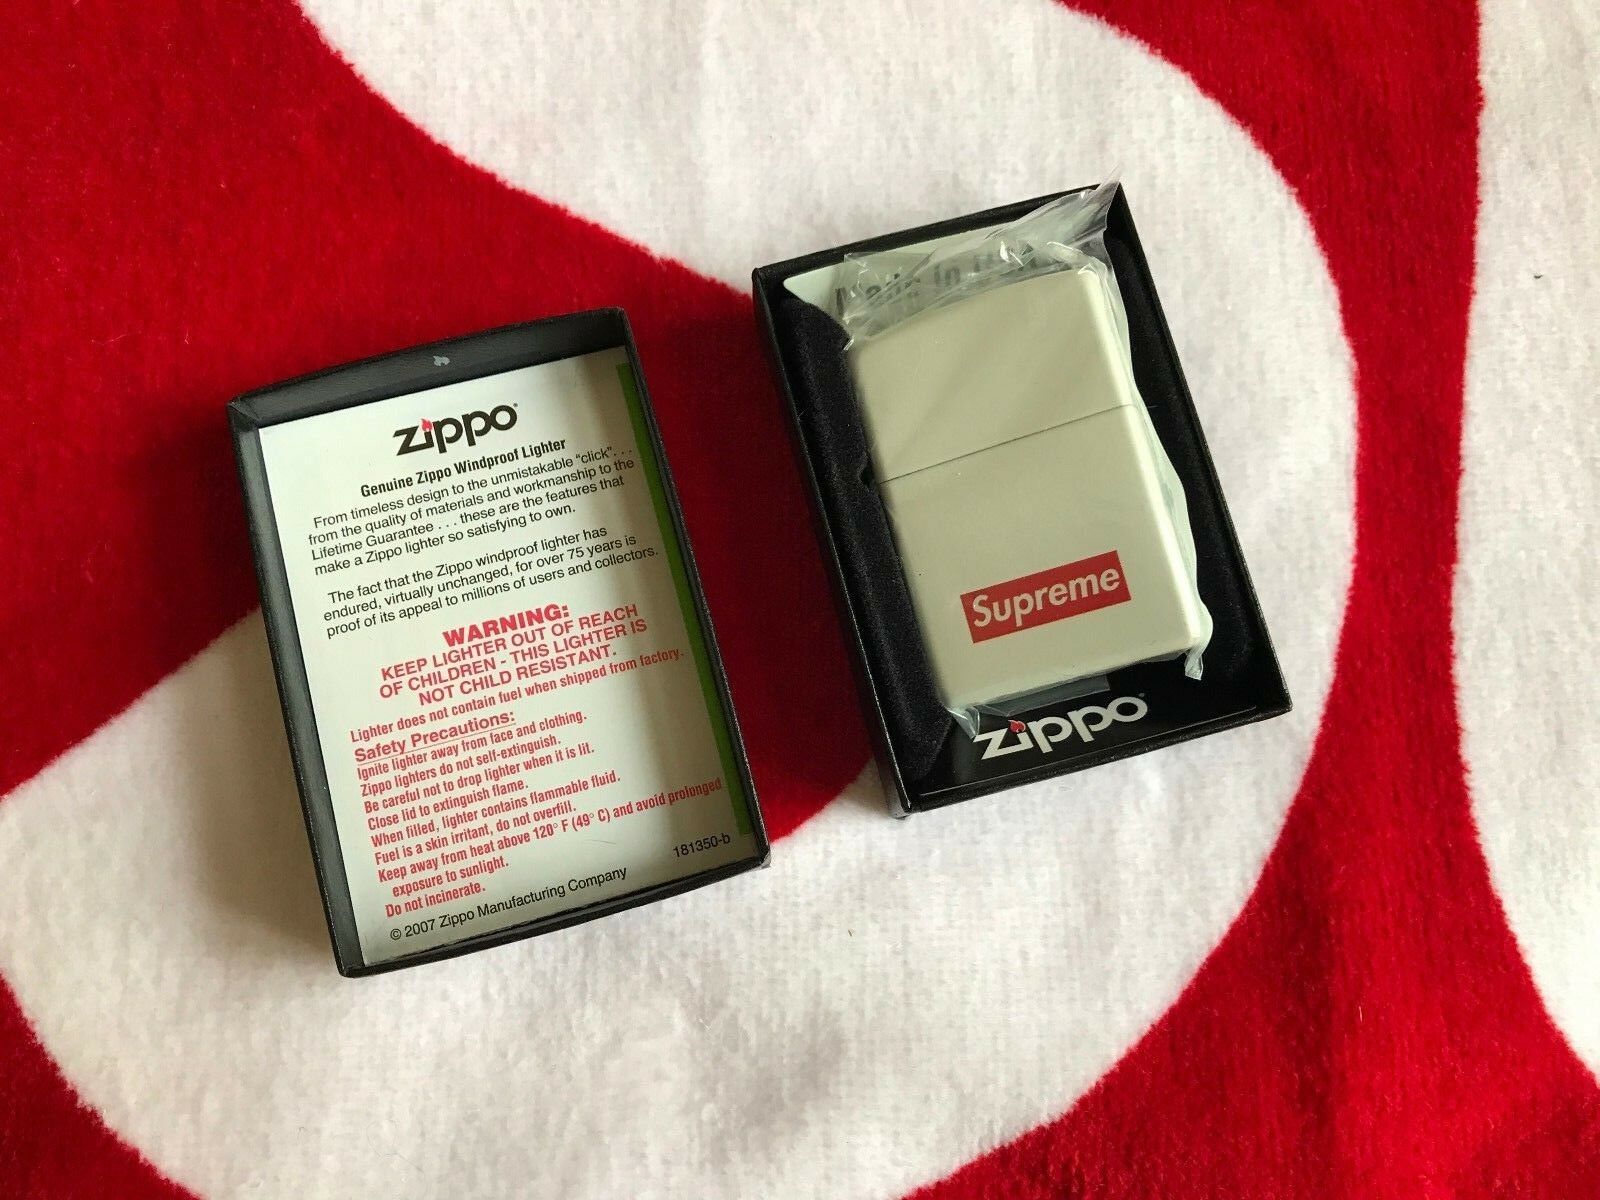 zippo
Genuine Zippo Windproof Lighter
From timeless design to the unmistakable "click". . .
from the quality of materials and workmanship to the
Lifetime Guarantee . . . these are the features that
make a Zippo lighter so satisfying to own.
The fact that the Zippo windproof lighter has
endured, virtually unchanged, for over 75 years is
proof of its appeal to millions of users and collectors.
WARNING:
KEEP LIGHTER OUT OF REACH
OF CHILDREN - THIS LIGHTER IS
NOT CHILD RESISTANT.
Lighter does not contain fuel when shipped from factory.
Safety Precautions:
Ignite lighter away from face and clothing.
Zippo lighters do not self-extinguish.
Be careful not to drop lighter when it is lit.
Close lid to extinguish flame.
When filled, lighter contains flammable fluid.
Fuel is a skin irritant, do not overfill.
Keep away from heat above 120° F (49° C) and avoid prolonged
exposure to sunlight.
Do not incinerate.
181350-b
© 2007 Zippo Manufacturing Company
Made in
Supreme
zippo